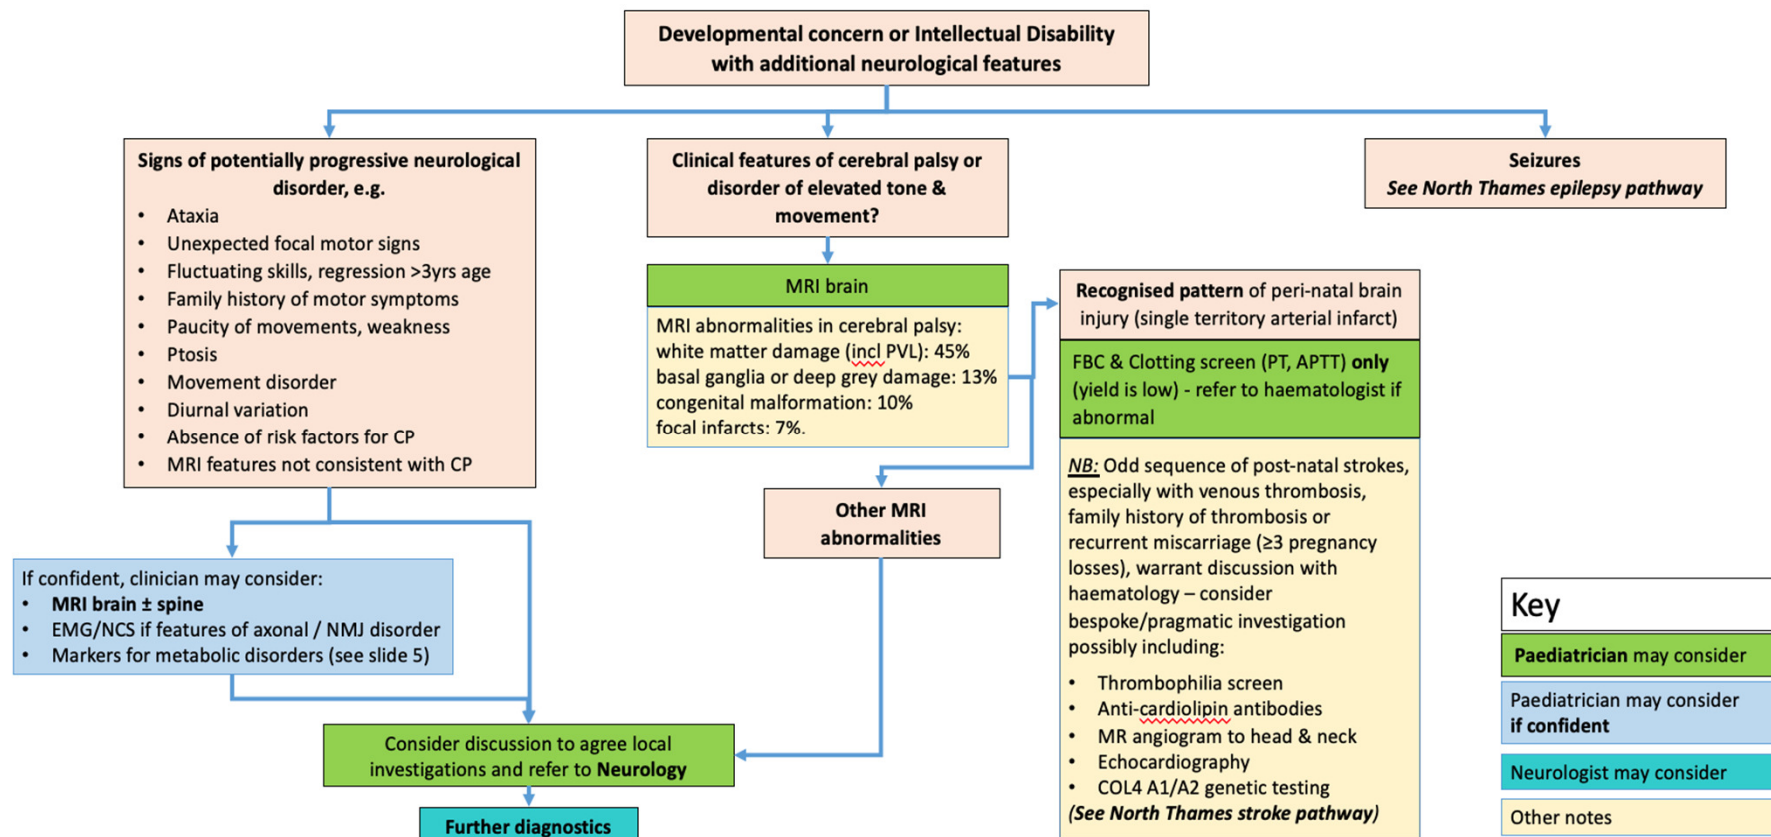 Developmental concern or Intellectual Disability
with additional neurological features
Signs of potentially progressive neurological
disorder, e.g.
• Ataxia
• Unexpected focal motor signs
• Fluctuating skills, regression >3yrs age
• Family history of motor symptoms
• Paucity of movements, weakness
• Ptosis
• Movement disorder
• Diurnal variation
• Absence of risk factors for CP
• MRI features not consistent with CP
If confident, clinician may consider:
• MRI brain ± spine
• EMG/NCS if features of axonal / NMJ disorder
• Markers for metabolic disorders (see slide 5)
Clinical features of cerebral palsy or
disorder of elevated tone &
movement?
MRI brain
MRI abnormalities in cerebral palsy:
white matter damage (incl PVL): 45%
basal ganglia or deep grey damage: 13%
congenital malformation: 10%
focal infarcts: 7%.
Other MRI
abnormalities
Consider discussion to agree local
investigations and refer to Neurology
Further diagnostics
Recognised pattern of peri-natal brain
injury (single territory arterial infarct)
FBC & Clotting screen (PT, APTT) only
(yield is low) - refer to haematologist if
abnormal
NB: Odd sequence of post-natal strokes,
especially with venous thrombosis,
family history of thrombosis or
recurrent miscarriage (≥3 pregnancy
losses), warrant discussion with
haematology – consider
bespoke/pragmatic investigation
possibly including:
• Thrombophilia screen
• Anti-cardiolipin antibodies
• MR angiogram to head & neck
• Echocardiography
• COL4 A1/A2 genetic testing
(See North Thames stroke pathway)
Seizures
See North Thames epilepsy pathway
Key
Paediatrician may consider
Paediatrician may consider
if confident
Neurologist may consider
Other notes